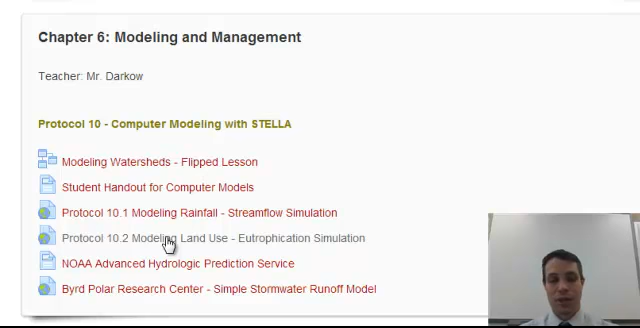 Chapter 6: Modeling and Management
Teacher: Mr. Darkow
Protocol 10 - Computer Modeling with STELLA
Modeling Watersheds - Flipped Lesson
Student Handout for Computer Models
Protocol 10.1 Modeling Rainfall - Streamflow Simulation
Protocol 10.2 Modeling Land Use - Eutrophication Simulation
NOAA Advanced Hydrologic Prediction Service
Byrd Polar Research Center - Simple Stormwater Runoff Model